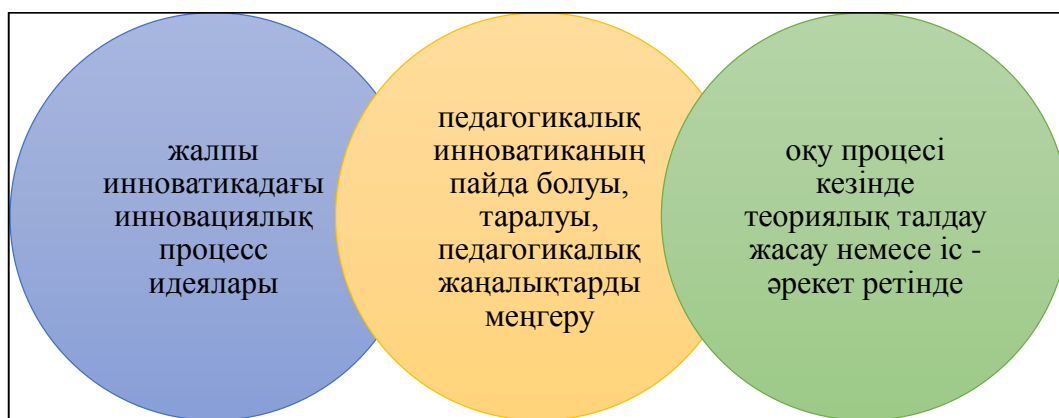 жалпы
инноватикадағы
инновациялық
процесс
идеялары
педагогикалық
инноватиканың
пайда болуы,
таралуы,
педагогикалық
жаңалықтарды
меңгеру
оқу процесі
кезінде
теориялық талдау
жасау немесе іс -
әрекет ретінде